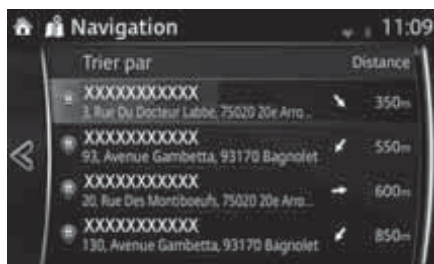 Navigation 11:09
Trier par Distance
XXXXXXXXXXX
3, Rue Du Docteur Labbe, 75020 20e Arro... 350m
XXXXXXXXXXX
93, Avenue Gambetta, 93170 Bagnolet 550m
XXXXXXXXXXX
20, Rue Des Montiboeufs, 75020 20e Arro... 600m
XXXXXXXXXXX
130, Avenue Gambetta, 93170 Bagnolet 850m